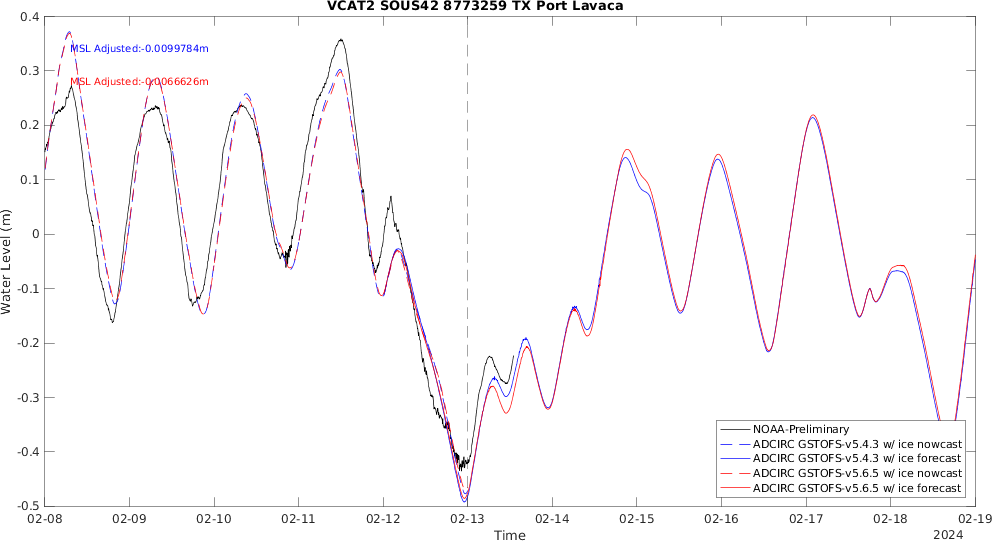 VCAT2 SOUS42 8773259 TX Port Lavaca
0.4
0.3
0.2
0.1
0
-0.1
-0.2
-0.3
-0.4
-0.5
Water Level (m)
MSL Adjusted:-0.0099784m
MSL Adjusted:-0.0066626m
NOAA-Preliminary
ADCIRC GSTOFS-v5.4.3 w/ ice nowcast
ADCIRC GSTOFS-v5.4.3 w/ ice forecast
ADCIRC GSTOFS-v5.6.5 w/ ice nowcast
ADCIRC GSTOFS-v5.6.5 w/ ice forecast
02-08 02-09 02-10 02-11 02-12 02-13 02-14 02-15 02-16 02-17 02-18 02-19
Time
2024